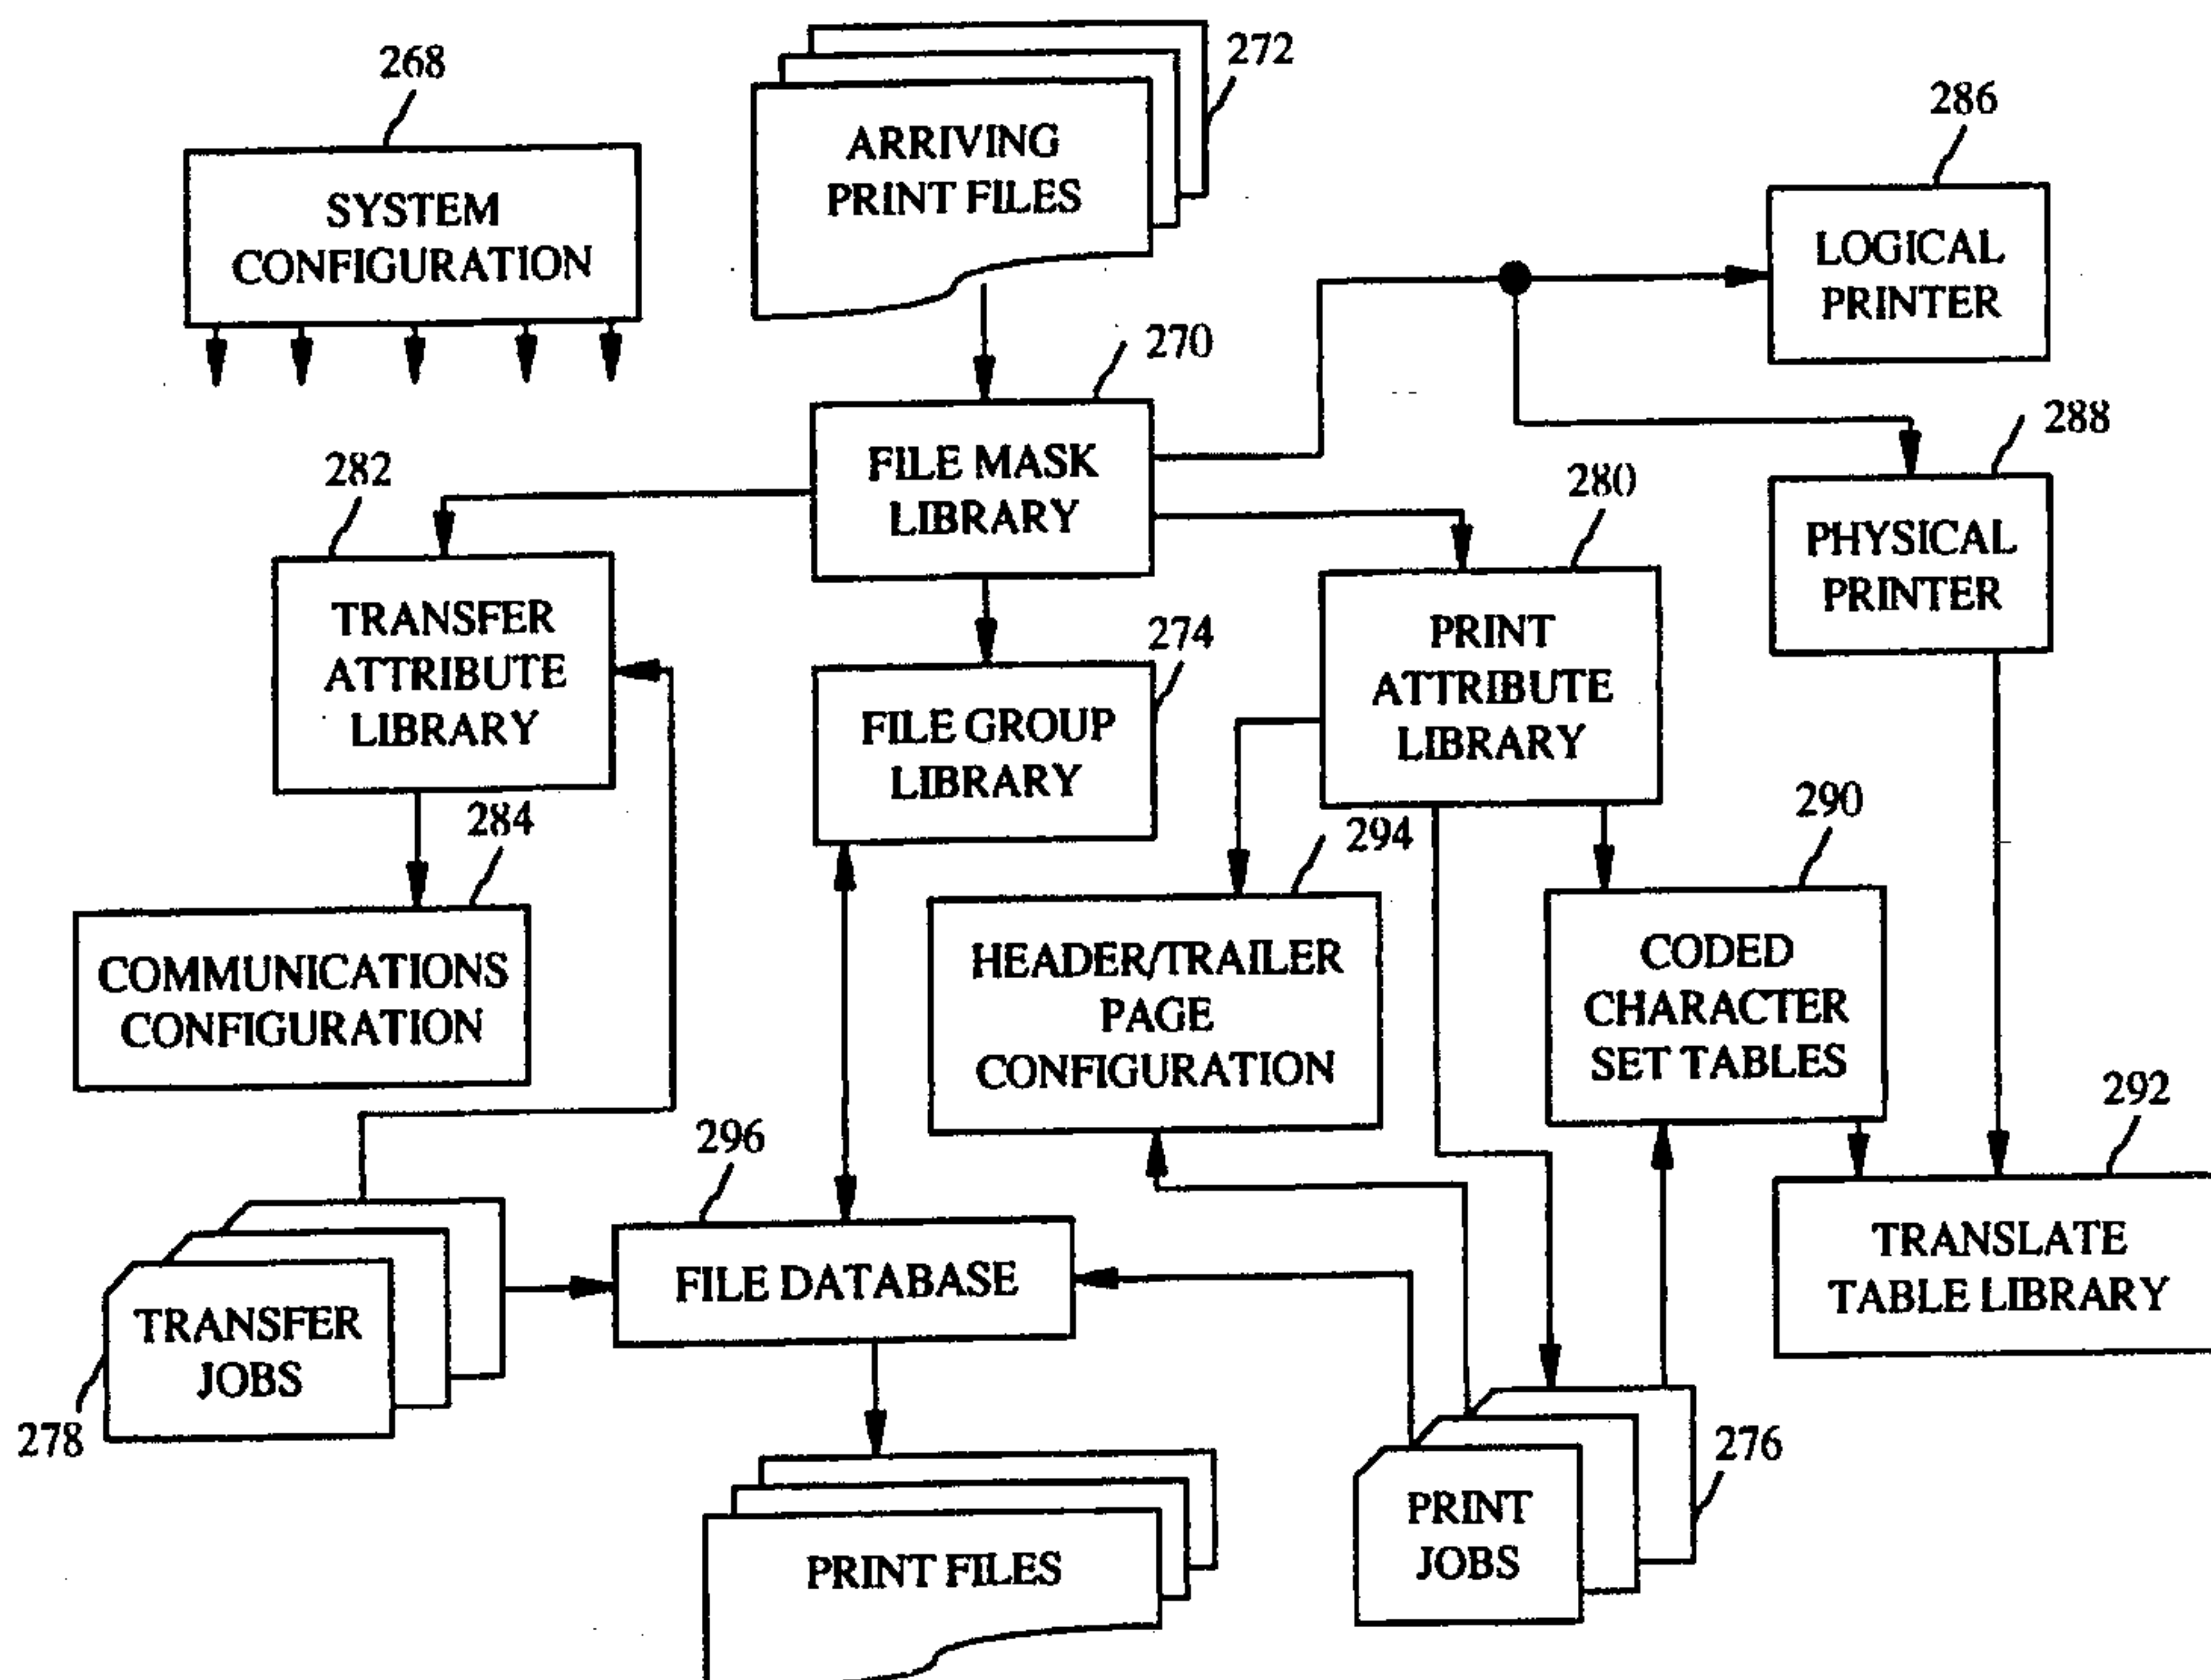 268
SYSTEM
CONFIGURATION
272
ARRIVING
PRINT FILES
286
LOGICAL
PRINTER
270
FILE MASK
LIBRARY
288
PHYSICAL
PRINTER
282
TRANSFER
ATTRIBUTE
LIBRARY
280
PRINT
ATTRIBUTE
LIBRARY
274
FILE GROUP
LIBRARY
284
COMMUNICATIONS
CONFIGURATION
294
HEADER/TRAILER
PAGE
CONFIGURATION
290
CODED
CHARACTER
SET TABLES
292
TRANSLATE
TABLE LIBRARY
296
FILE DATABASE
TRANSFER
JOBS
278
PRINT FILES
PRINT
JOBS
276